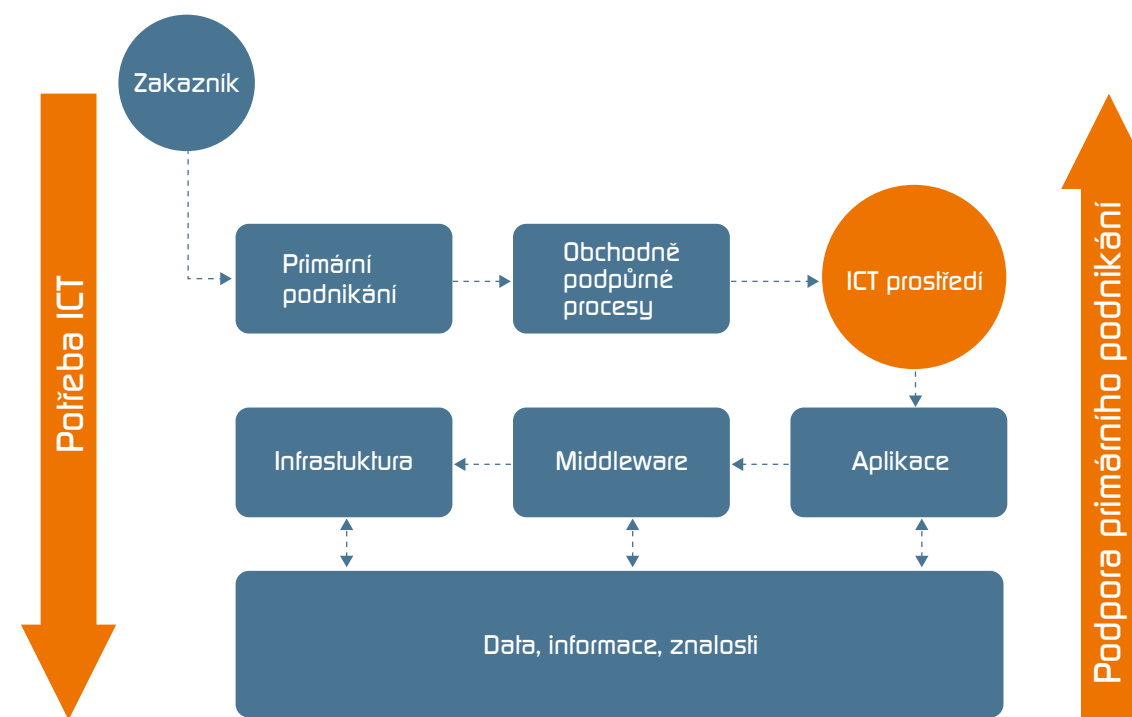 Zakazník
Potřeba ICT
Primární
podnikání
Obchodně
podpůrné
procesy
ICT prostředí
Podpora primárního podnikání
Infrastuktura
Middleware
Aplikace
Data, informace, znalosti